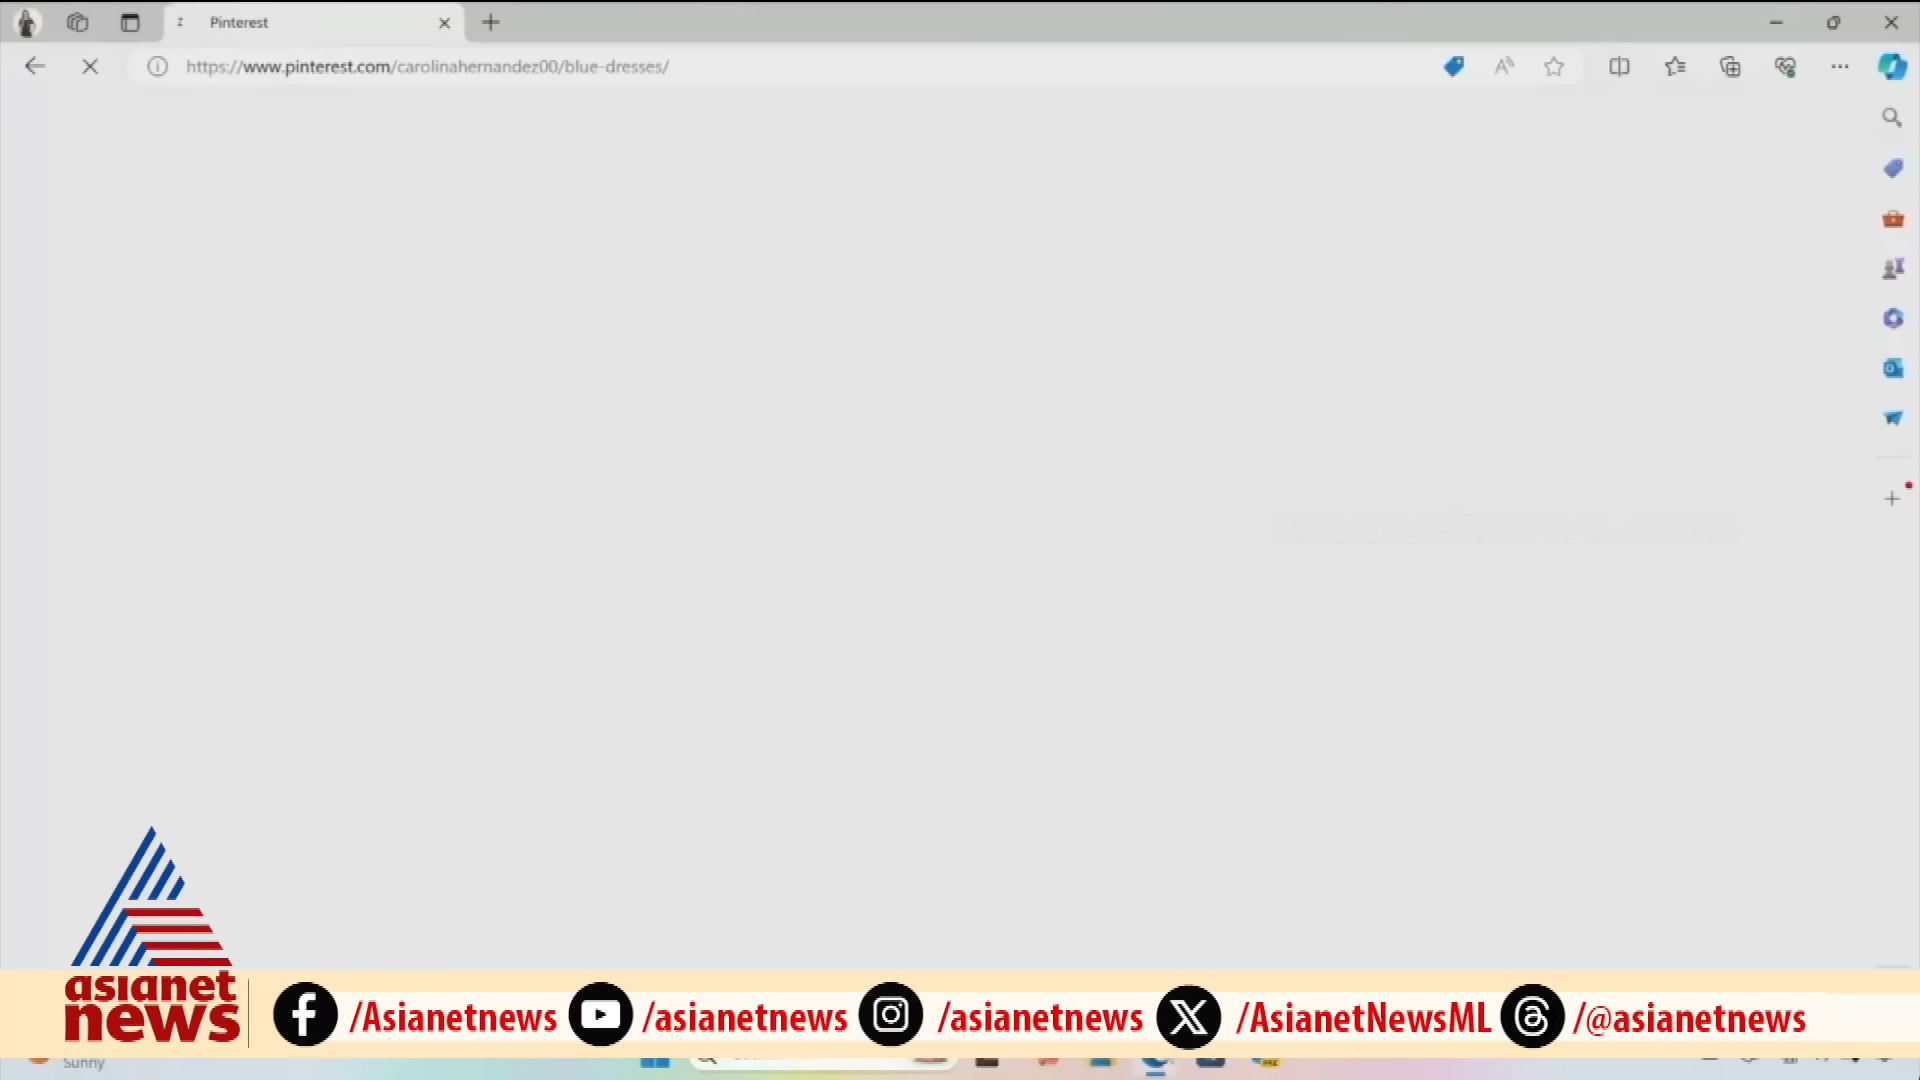 Pinterest
https://www.pinterest.com/carolinahernandez00/blue-dresses/
asianet
news
/Asianetnews
/asianetnews
/asianetnews
/AsianetNewsML
/@asianetnews
Sunny